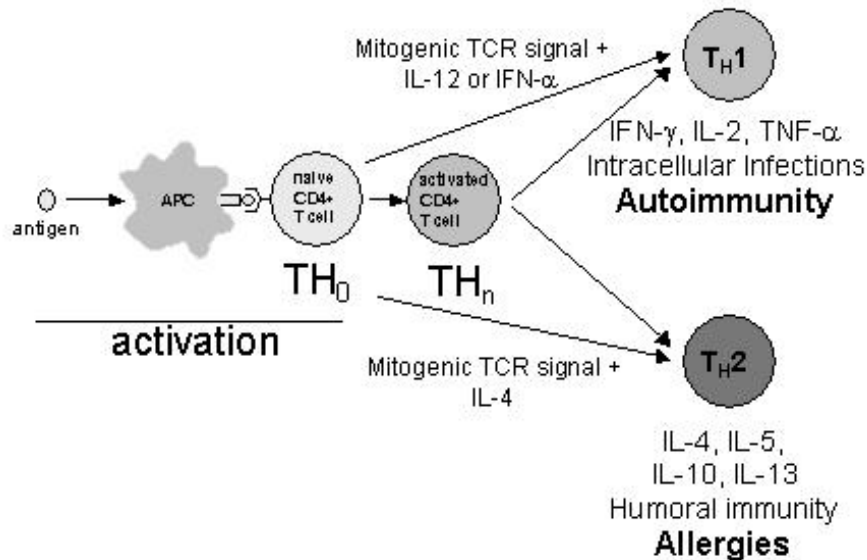 Mitogenic TCR signal +
IL-12 or IFN-α
T_H1
IFN-γ, IL-2, TNF-α
Intracellular Infections
Autoimmunity
antigen
APC
naive
CD4+
T cell
activated
CD4+
T cell
TH₀
THₙ
activation
Mitogenic TCR signal +
IL-4
T_H2
IL-4, IL-5,
IL-10, IL-13
Humoral immunity
Allergies